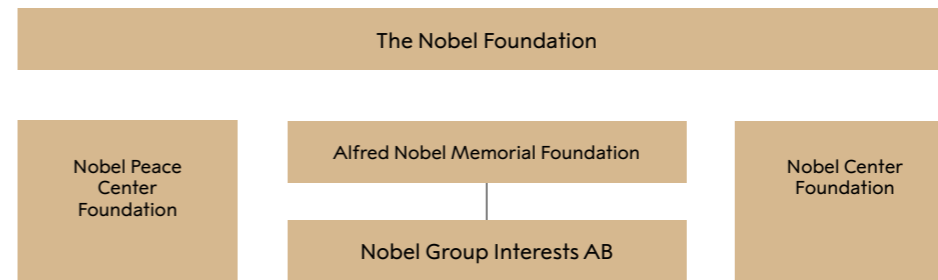 The Nobel Foundation
Nobel Peace
Center
Foundation
Alfred Nobel Memorial Foundation
Nobel Group Interests AB
Nobel Center
Foundation